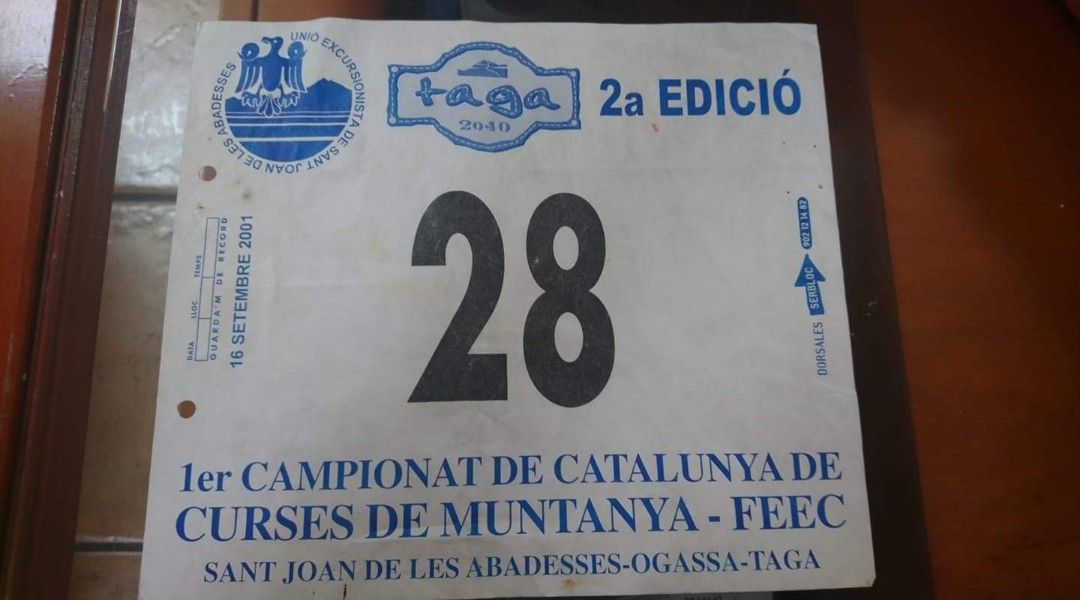 UNIÓ EXCURSIONISTA DE SANT JOAN DE LES ABADESSES
taga
2040
2a EDICIÓ
28
DATA LLOC TEMPS
GUARDA'M DE RECORD
16 SETEMBRE 2001
DORSALES SERBLOC 902 12 14 82
1er CAMPIONAT DE CATALUNYA DE
CURSES DE MUNTANYA - FEEC
SANT JOAN DE LES ABADESSES-OGASSA-TAGA